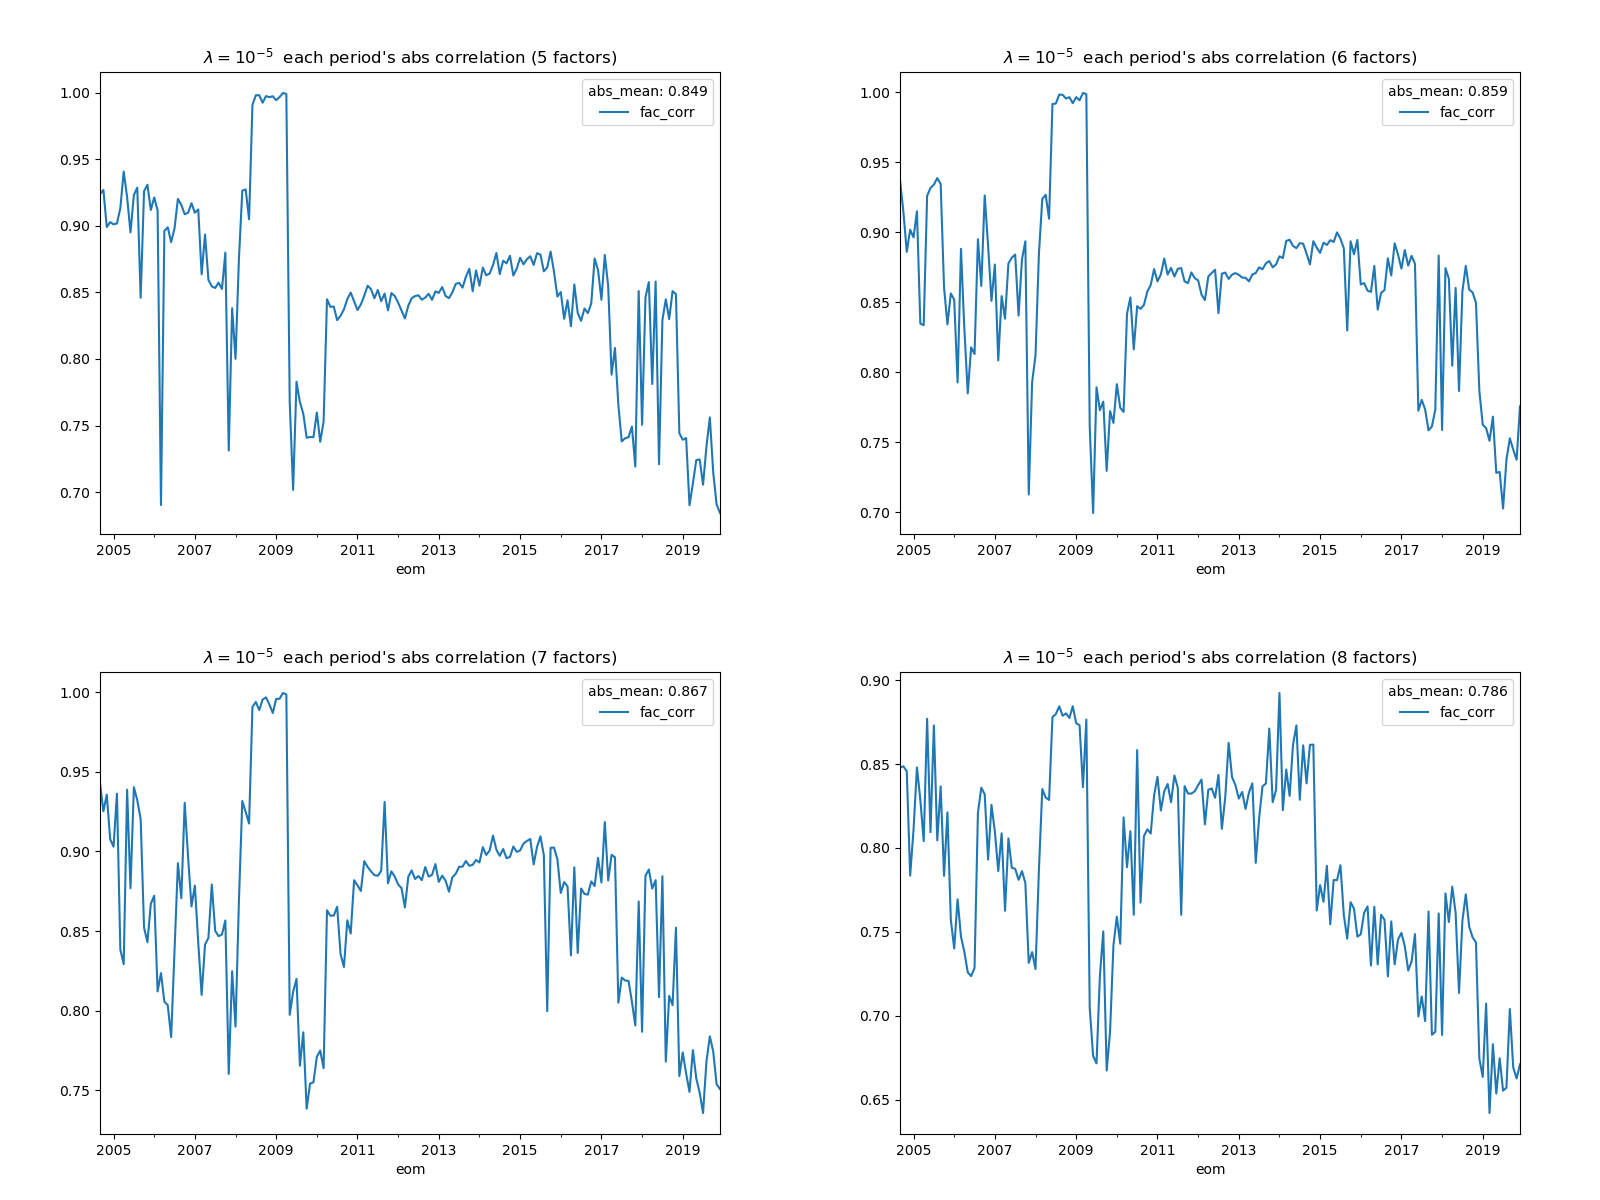 λ = 10⁻⁵ each period's abs correlation (5 factors)
abs_mean: 0.849
fac_corr
1.00
0.95
0.90
0.85
0.80
0.75
0.70
2005 2007 2009 2011 2013 2015 2017 2019
eom
λ = 10⁻⁵ each period's abs correlation (6 factors)
abs_mean: 0.859
fac_corr
1.00
0.95
0.90
0.85
0.80
0.75
0.70
2005 2007 2009 2011 2013 2015 2017 2019
eom
λ = 10⁻⁵ each period's abs correlation (7 factors)
abs_mean: 0.867
fac_corr
1.00
0.95
0.90
0.85
0.80
0.75
2005 2007 2009 2011 2013 2015 2017 2019
eom
λ = 10⁻⁵ each period's abs correlation (8 factors)
abs_mean: 0.786
fac_corr
0.90
0.85
0.80
0.75
0.70
0.65
2005 2007 2009 2011 2013 2015 2017 2019
eom